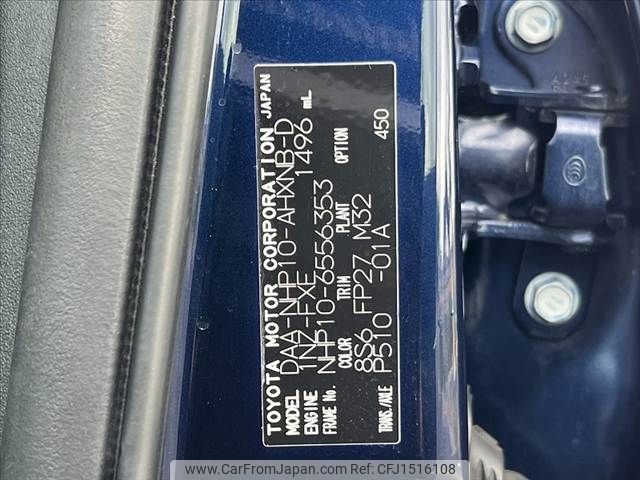 TOYOTA MOTOR CORPORATION JAPAN
MODEL DAA-NHP10-AHXNB-D
ENGINE 1NZ-FXE 1496 mL
FRAME No. NHP10-6556353
COLOR TRIM PLANT OPTION
8S6 FP27 M32 450
TRANS./AXLE P510 -01A
www.CarFromJapan.com | CarFromJapan | CFJ1516108